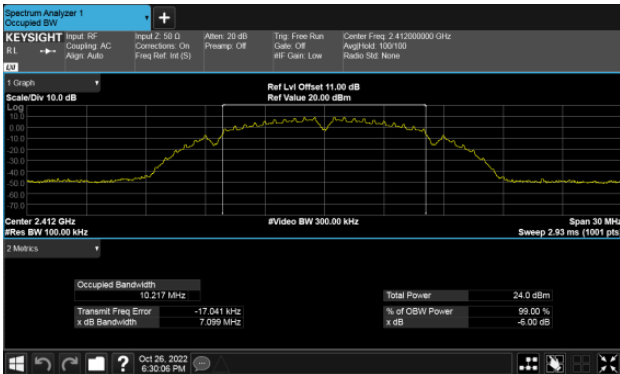 Spectrum Analyzer 1
Occupied BW
+
KEYSIGHT Input: RF Input Z: 50 Ω Atten: 20 dB Trig: Free Run Center Freq: 2.412000000 GHz
RL Coupling: AC Corrections: On Preamp: Off Gate: Off Avg|Hold: 100/100
Align: Auto Freq Ref: Int (S) #IF Gain: Low Radio Std: None
LXI
1 Graph
Ref Lvl Offset 11.00 dB
Scale/Div 10.0 dB Ref Value 20.00 dBm
Log
10.0
0.00
-10.0
-20.0
-30.0
-40.0
-50.0
-60.0
-70.0
Center 2.412 GHz #Video BW 300.00 kHz Span 30 MHz
#Res BW 100.00 kHz Sweep 2.93 ms (1001 pts)
2 Metrics
Occupied Bandwidth
10.217 MHz Total Power 24.0 dBm
Transmit Freq Error -17.041 kHz % of OBW Power 99.00 %
x dB Bandwidth 7.099 MHz x dB -6.00 dB
? Oct 26, 2022
6:30:06 PM